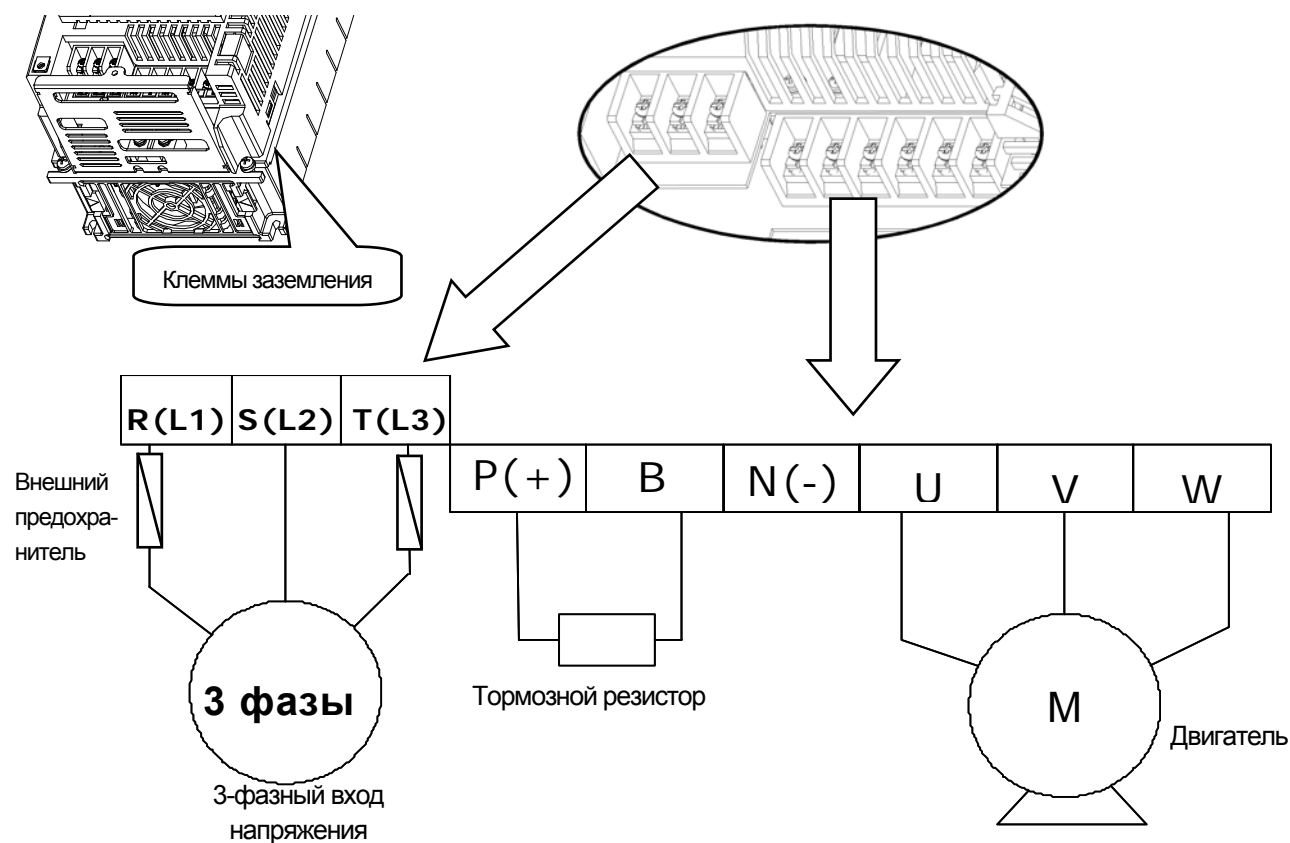 Клеммы заземления
R(L1) S(L2) T(L3)
P(+) B N(-) U V W
Внешний
предохра-
нитель
3 фазы
Тормозной резистор
M
Двигатель
3-фазный вход
напряжения